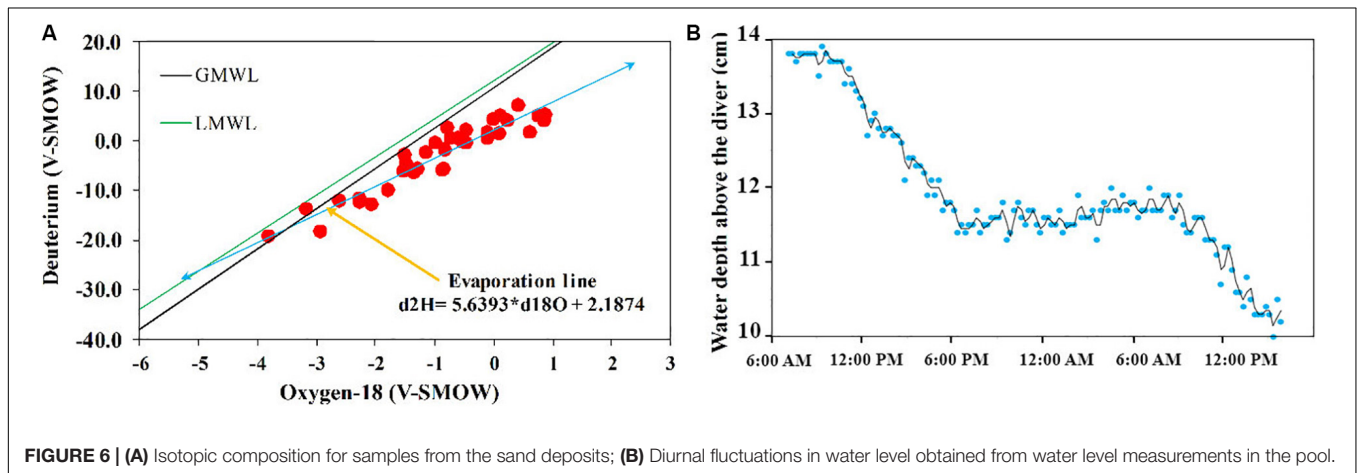 A
20.0
10.0
0.0
-10.0
-20.0
-30.0
-40.0
Deuterium (V-SMOW)
GMWL
LMWL
Evaporation line
d2H= 5.6393*d18O + 2.1874
-6 -5 -4 -3 -2 -1 0 1 2 3
Oxygen-18 (V-SMOW)
B
14
13
12
11
10
Water depth above the diver (cm)
6:00 AM 12:00 PM 6:00 PM 12:00 AM 6:00 AM 12:00 PM
FIGURE 6 | (A) Isotopic composition for samples from the sand deposits; (B) Diurnal fluctuations in water level obtained from water level measurements in the pool.